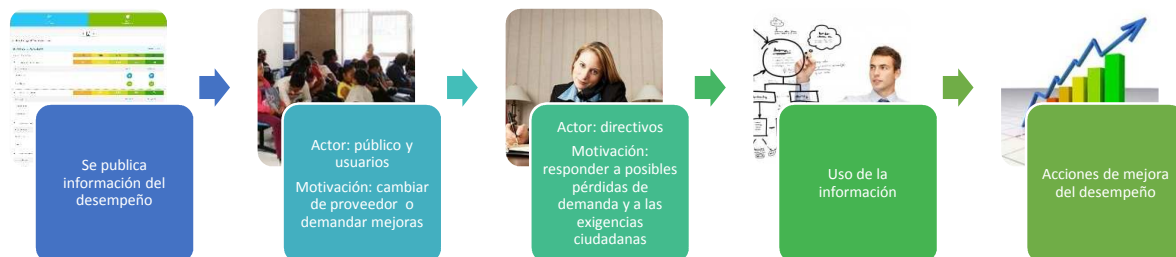 Se publica
información del
desempeño
Actor: público y
usuarios
Motivación: cambiar
de proveedor o
demandar mejoras
Actor: directivos
Motivación:
responder a posibles
pérdidas de
demanda y a las
exigencias
ciudadanas
Uso de la
información
Acciones de mejora
del desempeño